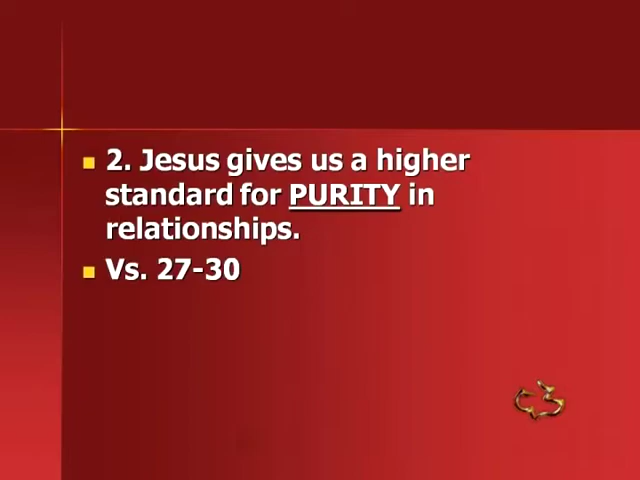 2. Jesus gives us a higher
standard for PURITY in
relationships.
Vs. 27-30